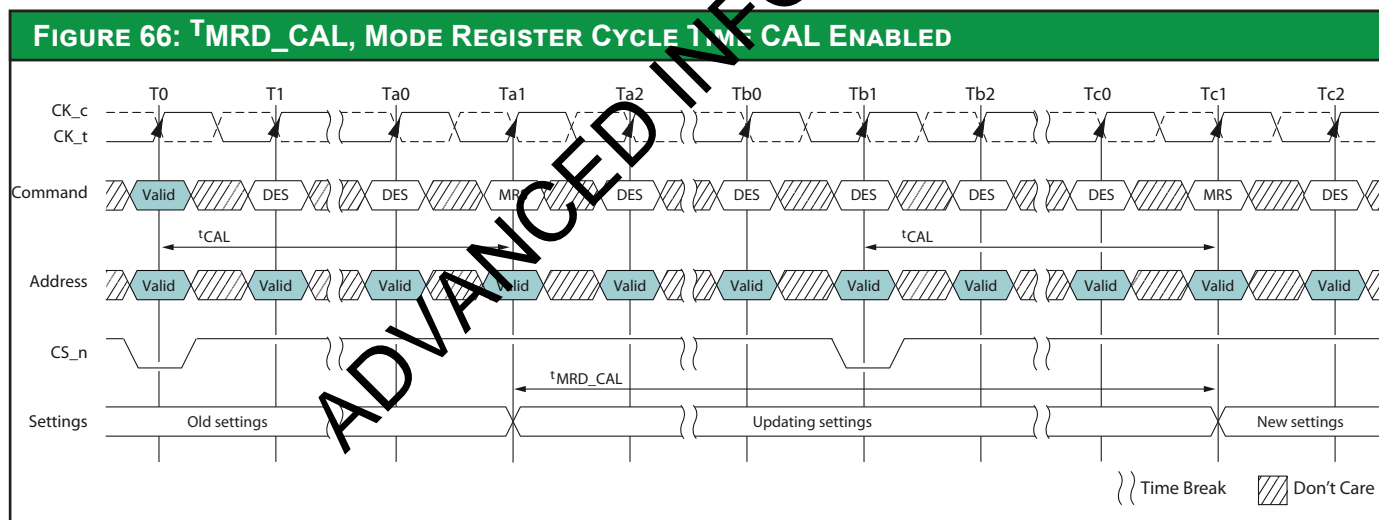 FIGURE 66: TMRD_CAL, MODE REGISTER CYCLE TIME CAL ENABLED
T0 T1 Ta0 Ta1 Ta2 Tb0 Tb1 Tb2 Tc0 Tc1 Tc2
CK_c
CK_t
Command Valid DES DES MRS DES DES DES DES DES MRS DES
tCAL tCAL
Address Valid Valid Valid Valid Valid Valid Valid Valid Valid Valid Valid
CS_n
tMRD_CAL
Settings Old settings Updating settings New settings
Time Break Don't Care
ADVANCED